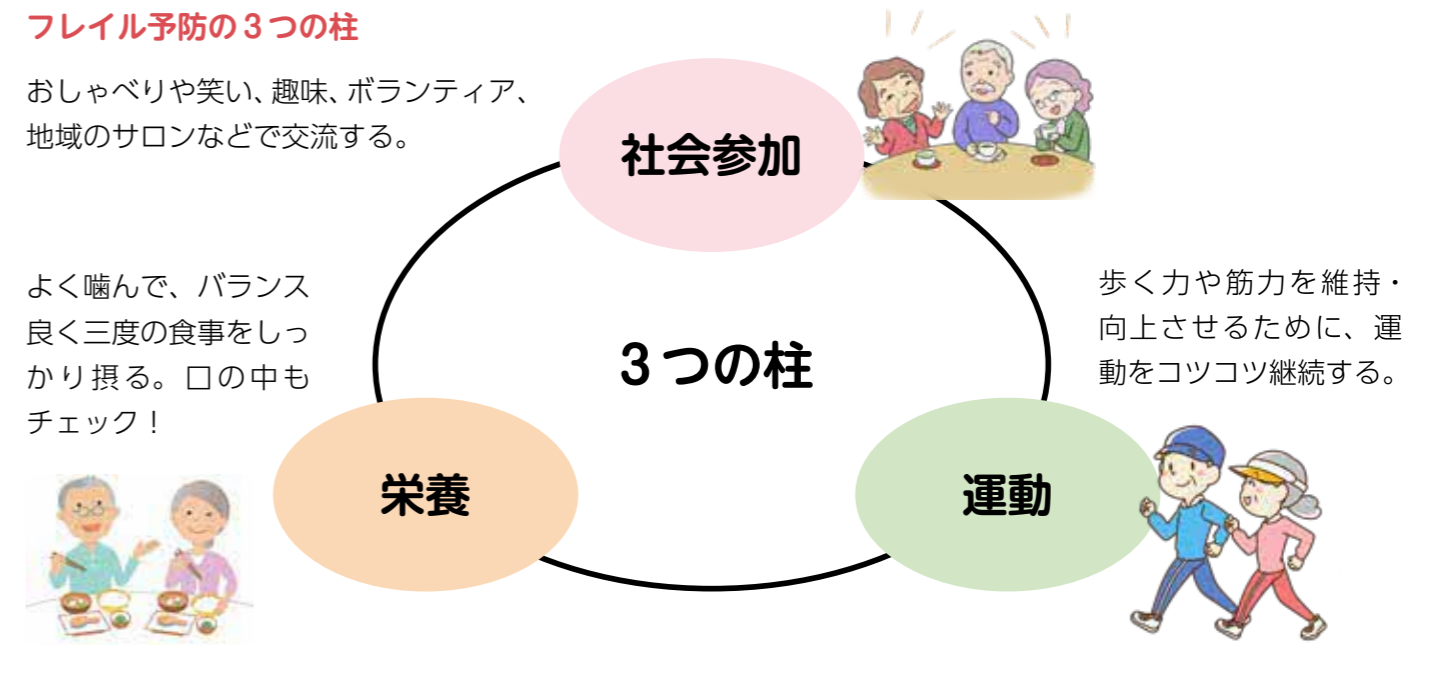 フレイル予防の３つの柱
おしゃべりや笑い、趣味、ボランティア、
地域のサロンなどで交流する。
社会参加
よく噛んで、バランス
良く三度の食事をしっ
かり摂る。口の中も
チェック！
３つの柱
歩く力や筋力を維持・
向上させるために、運
動をコツコツ継続する。
栄養
運動